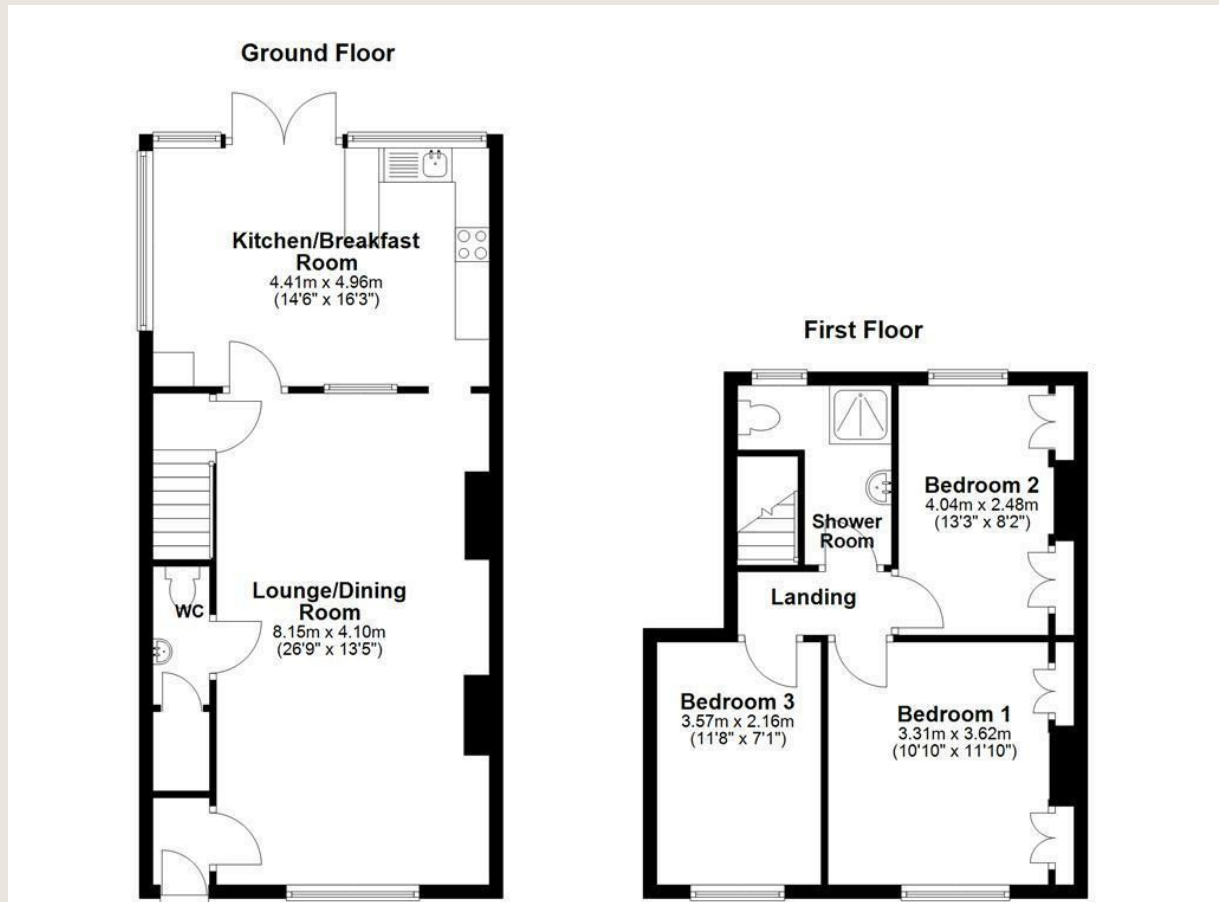 Ground Floor
Kitchen/Breakfast
Room
4.41m x 4.96m
(14'6" x 16'3")
WC
Lounge/Dining
Room
8.15m x 4.10m
(26'9" x 13'5")
First Floor
Bedroom 2
4.04m x 2.48m
(13'3" x 8'2")
Shower
Room
Landing
Bedroom 3
3.57m x 2.16m
(11'8" x 7'1")
Bedroom 1
3.31m x 3.62m
(10'10" x 11'10")